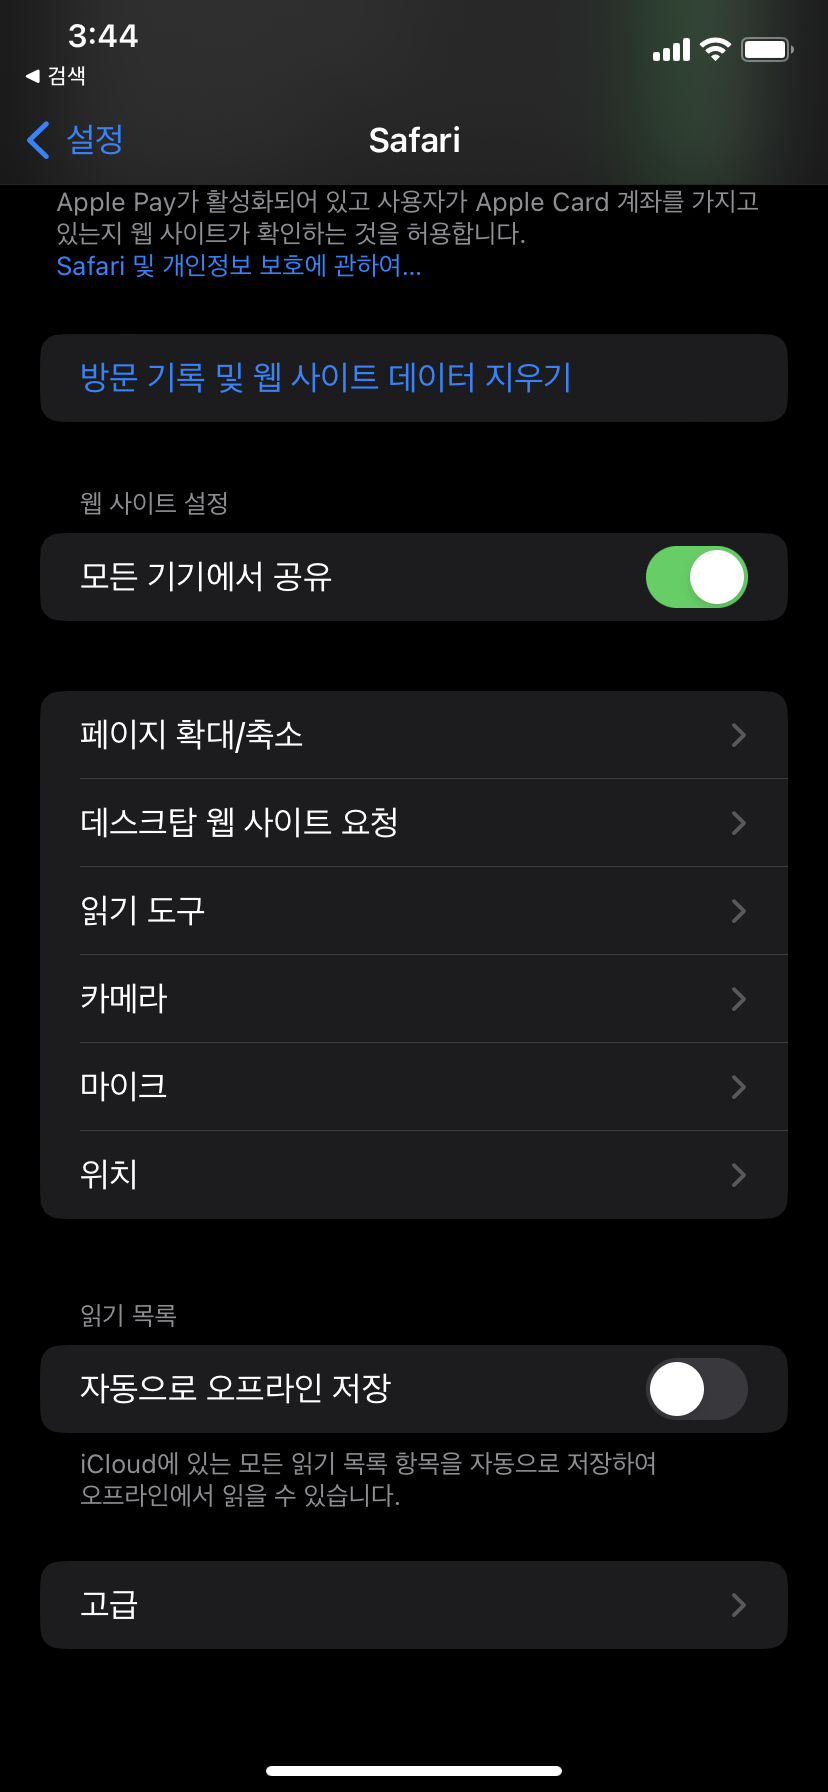 3:44
◀ 검색
설정
Safari
Apple Pay가 활성화되어 있고 사용자가 Apple Card 계좌를 가지고
있는지 웹 사이트가 확인하는 것을 허용합니다.
Safari 및 개인정보 보호에 관하여...
방문 기록 및 웹 사이트 데이터 지우기
웹 사이트 설정
모든 기기에서 공유
페이지 확대/축소
데스크탑 웹 사이트 요청
읽기 도구
카메라
마이크
위치
읽기 목록
자동으로 오프라인 저장
iCloud에 있는 모든 읽기 목록 항목을 자동으로 저장하여
오프라인에서 읽을 수 있습니다.
고급